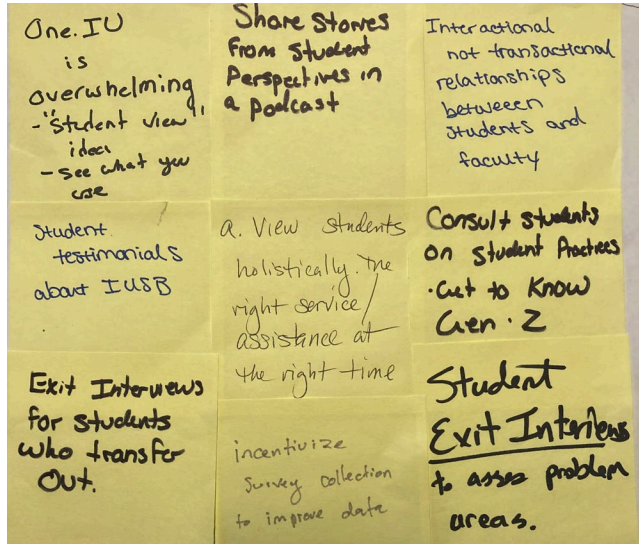 One.IU
is
overwhelming
- "Student view"
idea
- see what you
use
Share Stories
From Student
Perspectives in
a Podcast
Interactional
not transactional
relationships
betweeen
students and
faculty
Student
testimonials
about IUSB
a. View students
holistically. The
right service/
assistance at
the right time
Consult students
on Student Practices
• Get to Know
Gen • Z
Exit Interviews
for students
who transfer
Out.
incentivize
survey collection
to improve data
Student
Exit Interviews
to asses problem
areas.